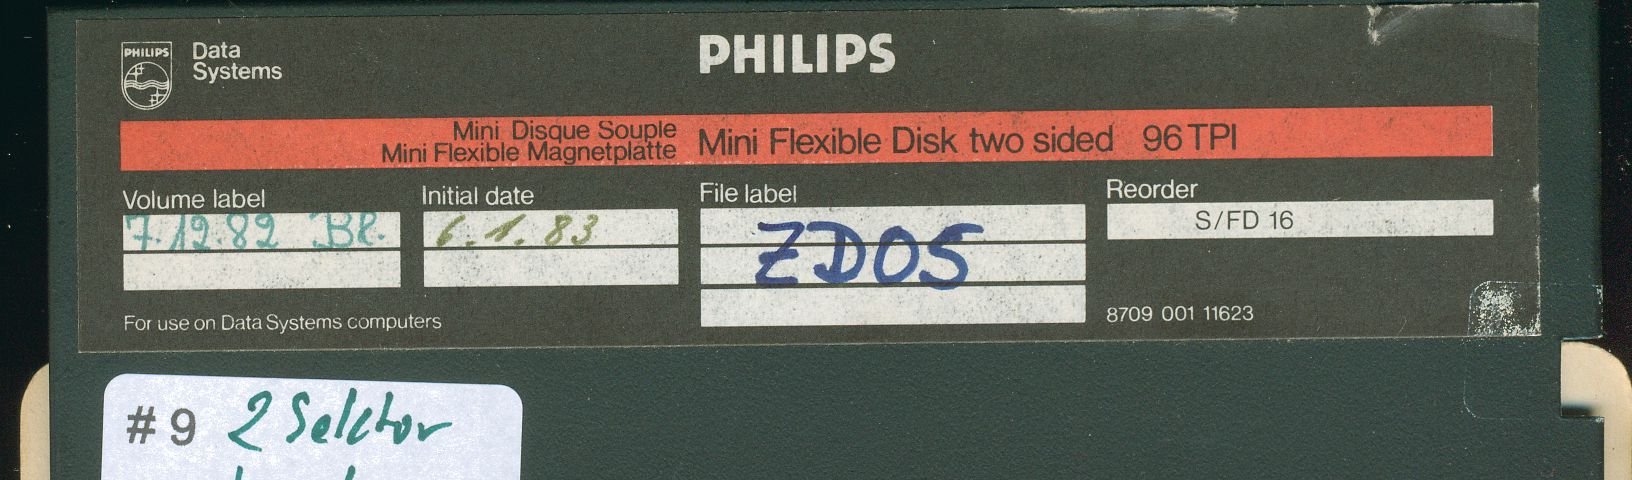 PHILIPS
Data
Systems
PHILIPS
Mini Disque Souple
Mini Flexible Magnetplatte
Mini Flexible Disk two sided 96 TPI
Volume label
7.12.82 BR.
Initial date
6.1.83
File label
ZDOS
Reorder
S/FD 16
For use on Data Systems computers
8709 001 11623
#9 2 Selktor